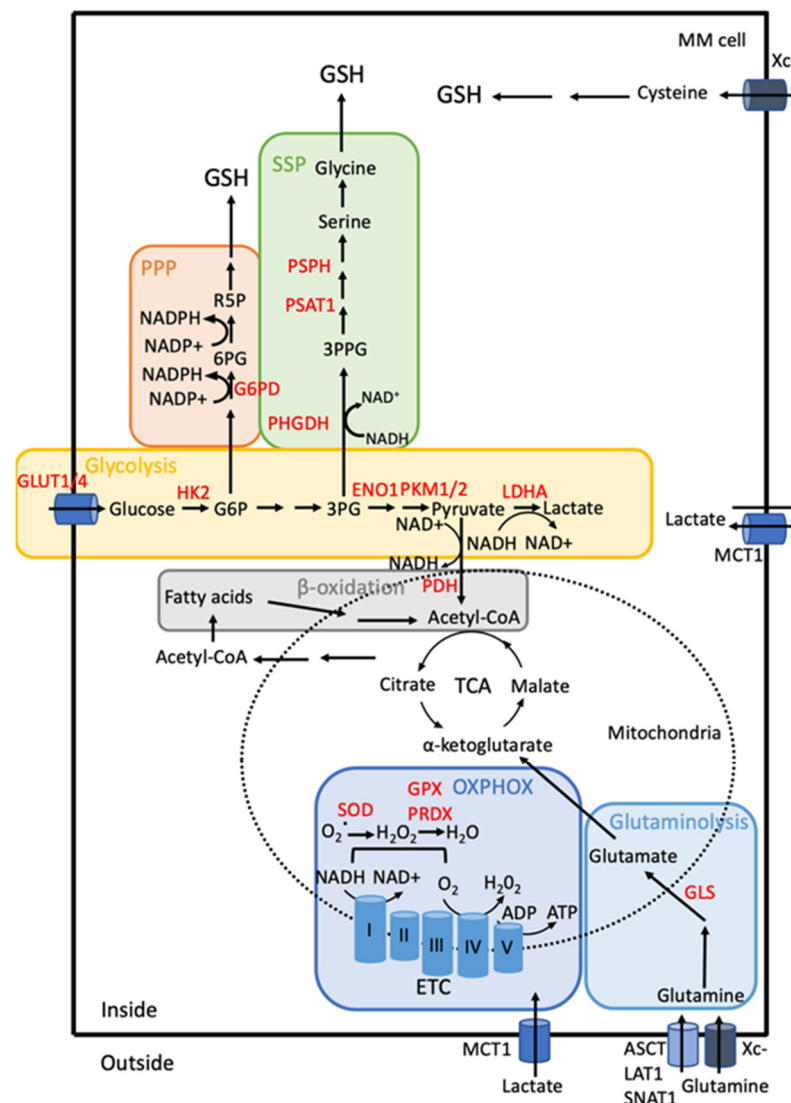 MM cell
Xc
GSH
GSH
Cysteine
SSP
Glycine
GSH
Serine
PPP
PSPH
R5P
PSAT1
NADPH
NADP+
6PG
3PPG
NADPH
NADP+
G6PD
NAD+
PHGDH
NADH
Glycolysis
GLUT1/4
HK2
ENO1
PKM1/2
LDHA
Glucose
G6P
3PG
Pyruvate
Lactate
NAD+
NADH
NAD+
Lactate
MCT1
NADH
PDH
β-oxidation
Fatty acids
Acetyl-CoA
Acetyl-CoA
Citrate
TCA
Malate
Mitochondria
α-ketoglutarate
GPX
OXPHOX
SOD
PRDX
Glutaminolysis
O2·
H2O2
H2O
Glutamate
NADH
NAD+
O2
H2O2
GLS
ADP
ATP
I
II
III
IV
V
ETC
Glutamine
Inside
Outside
MCT1
ASCT
Xc-
LAT1
Lactate
SNAT1
Glutamine